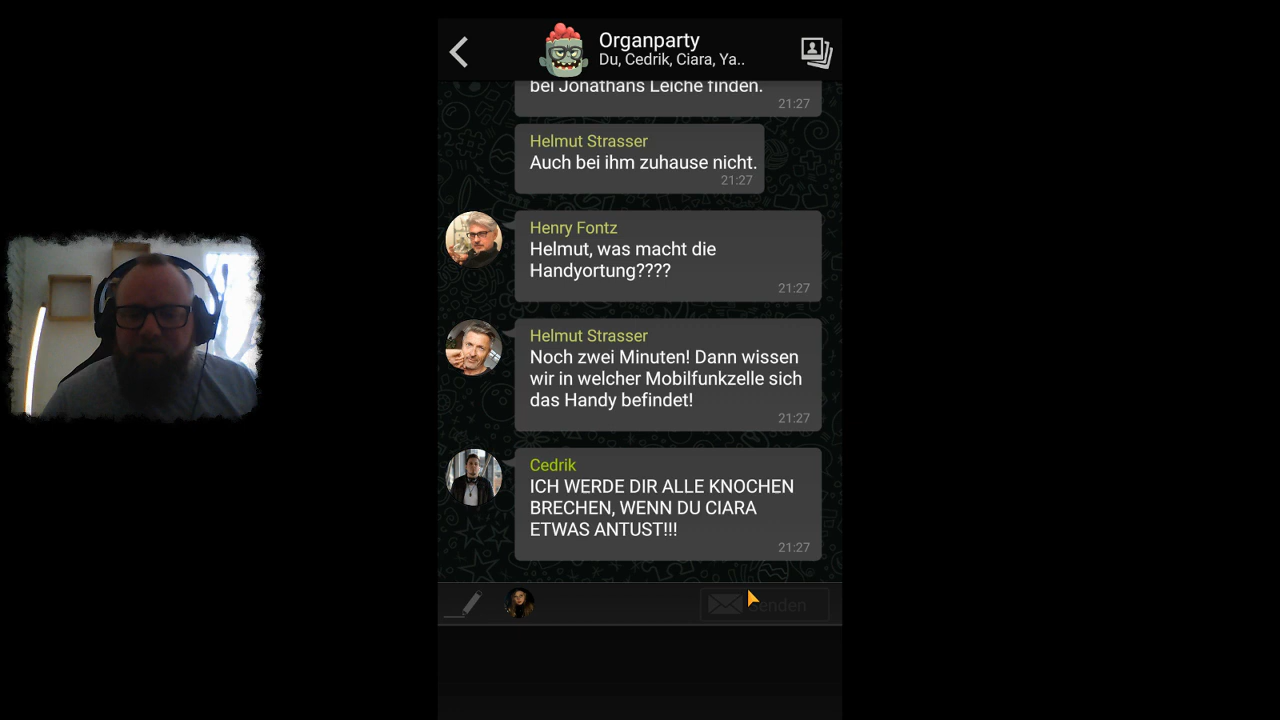 Organparty
Du, Cedrik, Ciara, Ya..
bei Jonathans Leiche finden.
21:27
Helmut Strasser
Auch bei ihm zuhause nicht.
21:27
Henry Fontz
Helmut, was macht die
Handyortung????
21:27
Helmut Strasser
Noch zwei Minuten! Dann wissen
wir in welcher Mobilfunkzelle sich
das Handy befindet!
21:27
Cedrik
ICH WERDE DIR ALLE KNOCHEN
BRECHEN, WENN DU CIARA
ETWAS ANTUST!!!
21:27
Senden